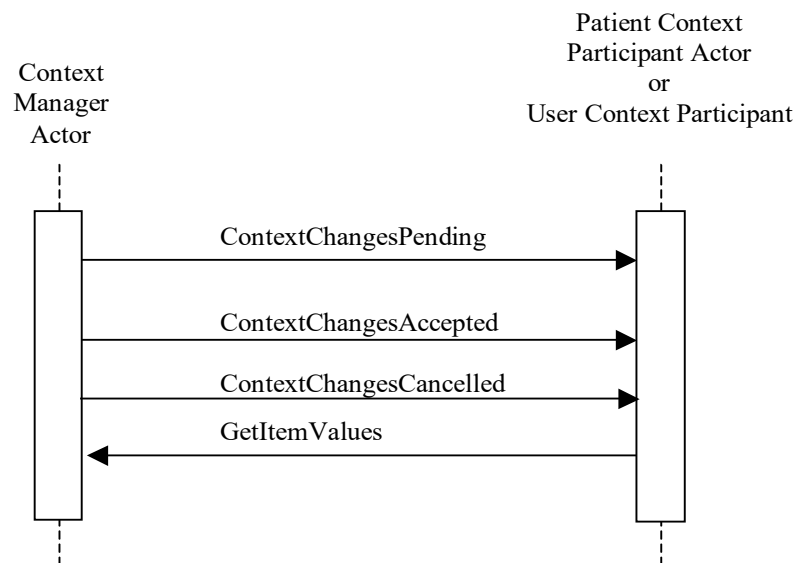 Context
Manager
Actor
Patient Context
Participant Actor
or
User Context Participant
ContextChangesPending
ContextChangesAccepted
ContextChangesCancelled
GetItemValues